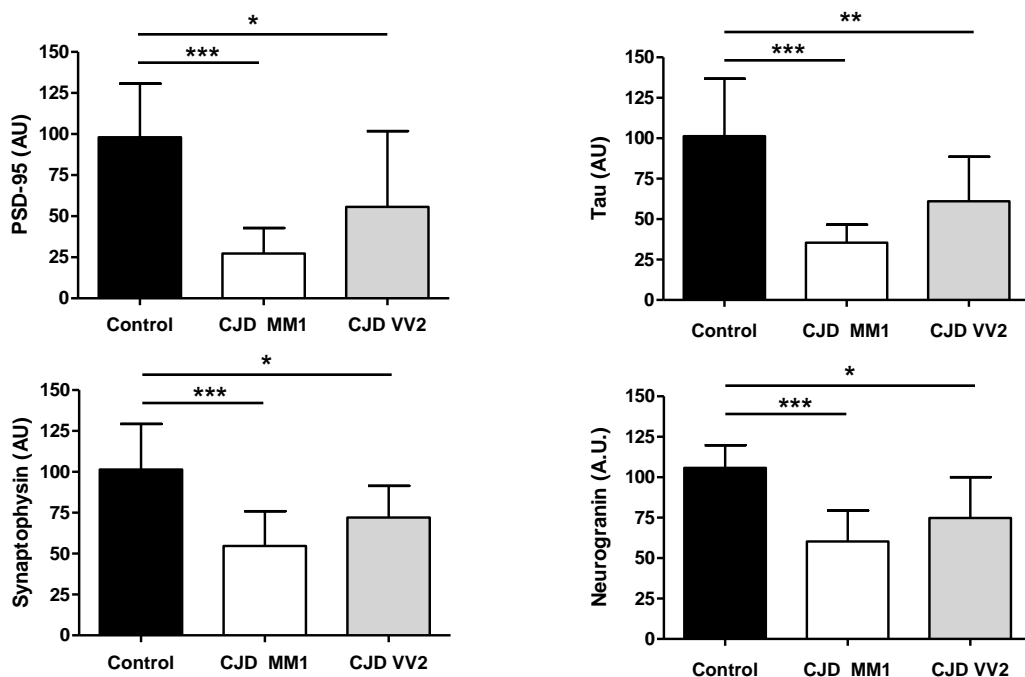 *
***
150
125
100
75
50
25
0
PSD-95 (AU)
Control
CJD MM1
CJD VV2
**
***
150
125
100
75
50
25
0
Tau (AU)
Control
CJD MM1
CJD VV2
*
***
150
125
100
75
50
25
0
Synaptophysin (AU)
Control
CJD MM1
CJD VV2
*
***
150
125
100
75
50
25
0
Neurogranin (A.U.)
Control
CJD MM1
CJD VV2